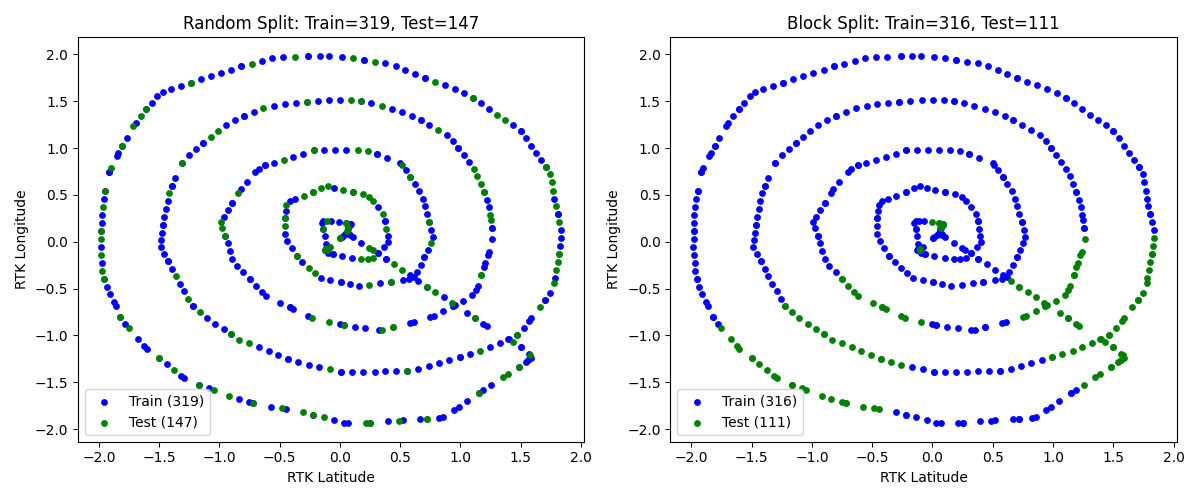 Random Split: Train=319, Test=147
2.0
1.5
1.0
0.5
0.0
−0.5
−1.0
−1.5
−2.0
RTK Longitude
Train (319)
Test (147)
−2.0 −1.5 −1.0 −0.5 0.0 0.5 1.0 1.5 2.0
RTK Latitude
Block Split: Train=316, Test=111
2.0
1.5
1.0
0.5
0.0
−0.5
−1.0
−1.5
−2.0
RTK Longitude
Train (316)
Test (111)
−2.0 −1.5 −1.0 −0.5 0.0 0.5 1.0 1.5 2.0
RTK Latitude